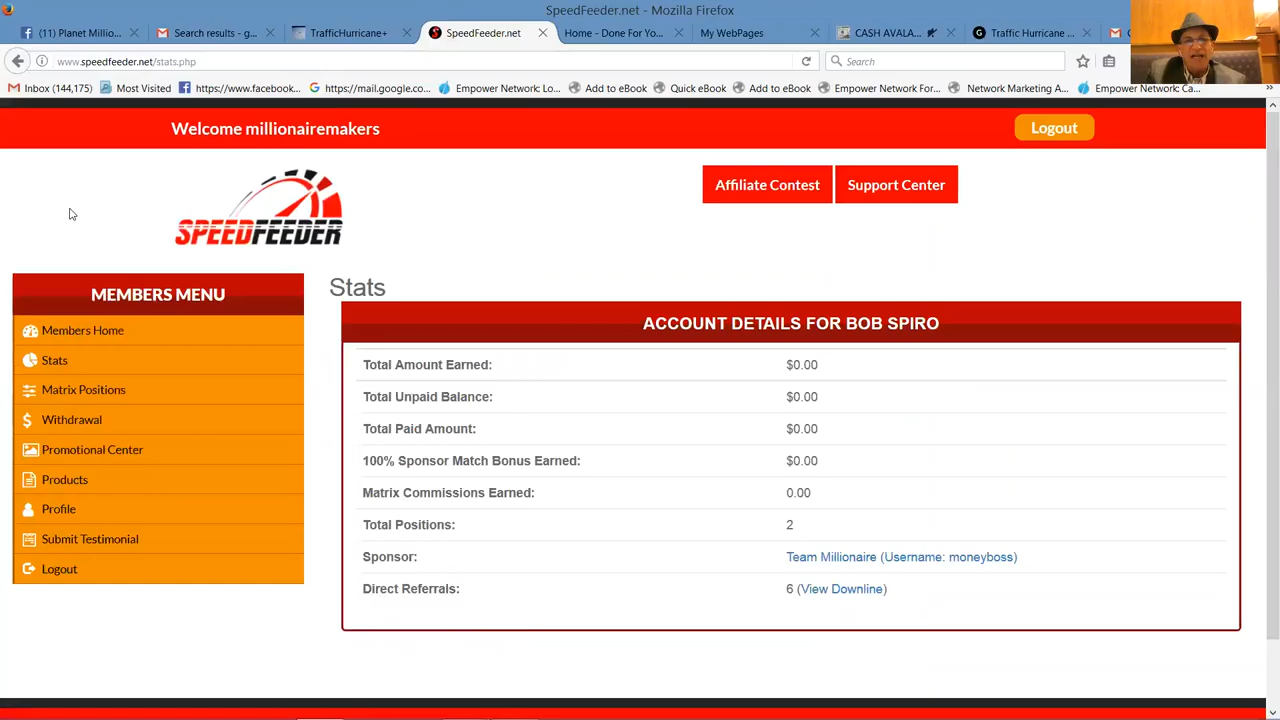 SpeedFeeder.net - Mozilla Firefox
(11) Planet Millio...
Search results - g...
TrafficHurricane+
SpeedFeeder.net
Home - Done For Yo...
My WebPages
CASH AVALA...
Traffic Hurricane ...
www.speedfeeder.net/stats.php
Search
Inbox (144,175)
Most Visited
https://www.facebook...
https://mail.google.co...
Empower Network: Lo...
Add to eBook
Quick eBook
Add to eBook
Empower Network For...
Network Marketing A...
Empower Network: Ca...
Welcome millionairemakers
Logout
SPEEDFEEDER
Affiliate Contest
Support Center
MEMBERS MENU
Members Home
Stats
Matrix Positions
Withdrawal
Promotional Center
Products
Profile
Submit Testimonial
Logout
Stats
ACCOUNT DETAILS FOR BOB SPIRO
Total Amount Earned: $0.00
Total Unpaid Balance: $0.00
Total Paid Amount: $0.00
100% Sponsor Match Bonus Earned: $0.00
Matrix Commissions Earned: 0.00
Total Positions: 2
Sponsor: Team Millionaire (Username: moneyboss)
Direct Referrals: 6 (View Downline)